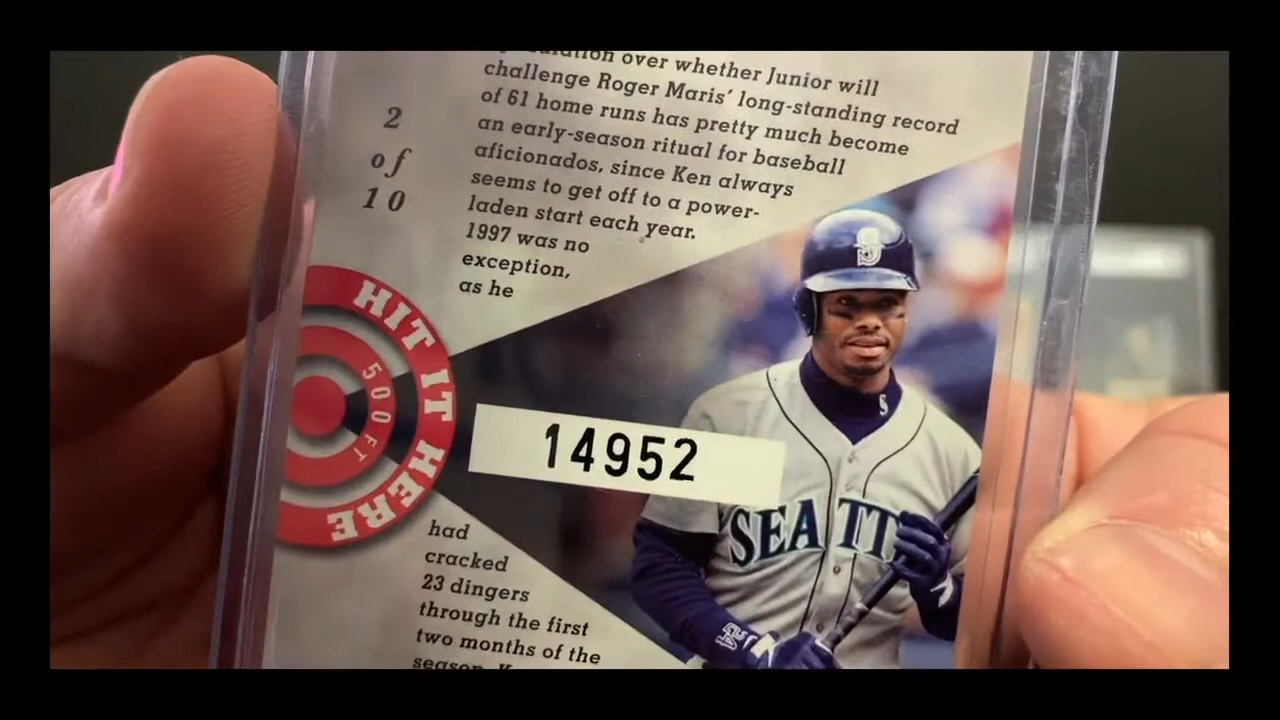 over whether Junior will
challenge Roger Maris' long-standing record
of 61 home runs has pretty much become
an early-season ritual for baseball
aficionados, since Ken always
seems to get off to a power-
laden start each year.
1997 was no
exception,
as he
2
of
10
HIT IT HERE
500FT
14952
S
S
SEATT
had
cracked
23 dingers
through the first
two months of the
season.